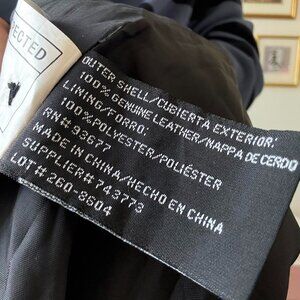 PECTED
OUTER SHELL/CUBIERTA EXTERIOR:
100% GENUINE LEATHER/NAPPA DE CERDO
LINING/FORRO:
100%POLYESTER/POLIÉSTER
RN# 93677
MADE IN CHINA/HECHO EN CHINA
SUPPLIER# 743773
LOT# 260-8604